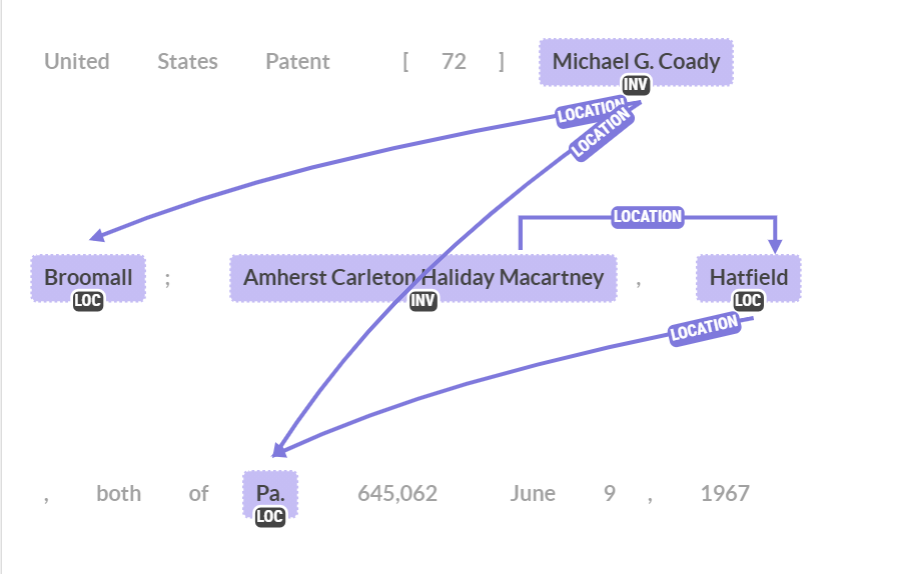 United States Patent [ 72 ] Michael G. Coady
INV
LOCATION
LOCATION
LOCATION
Broomall ; Amherst Carleton Haliday Macartney , Hatfield
LOC INV LOC
LOCATION
, both of Pa. 645,062 June 9 , 1967
LOC